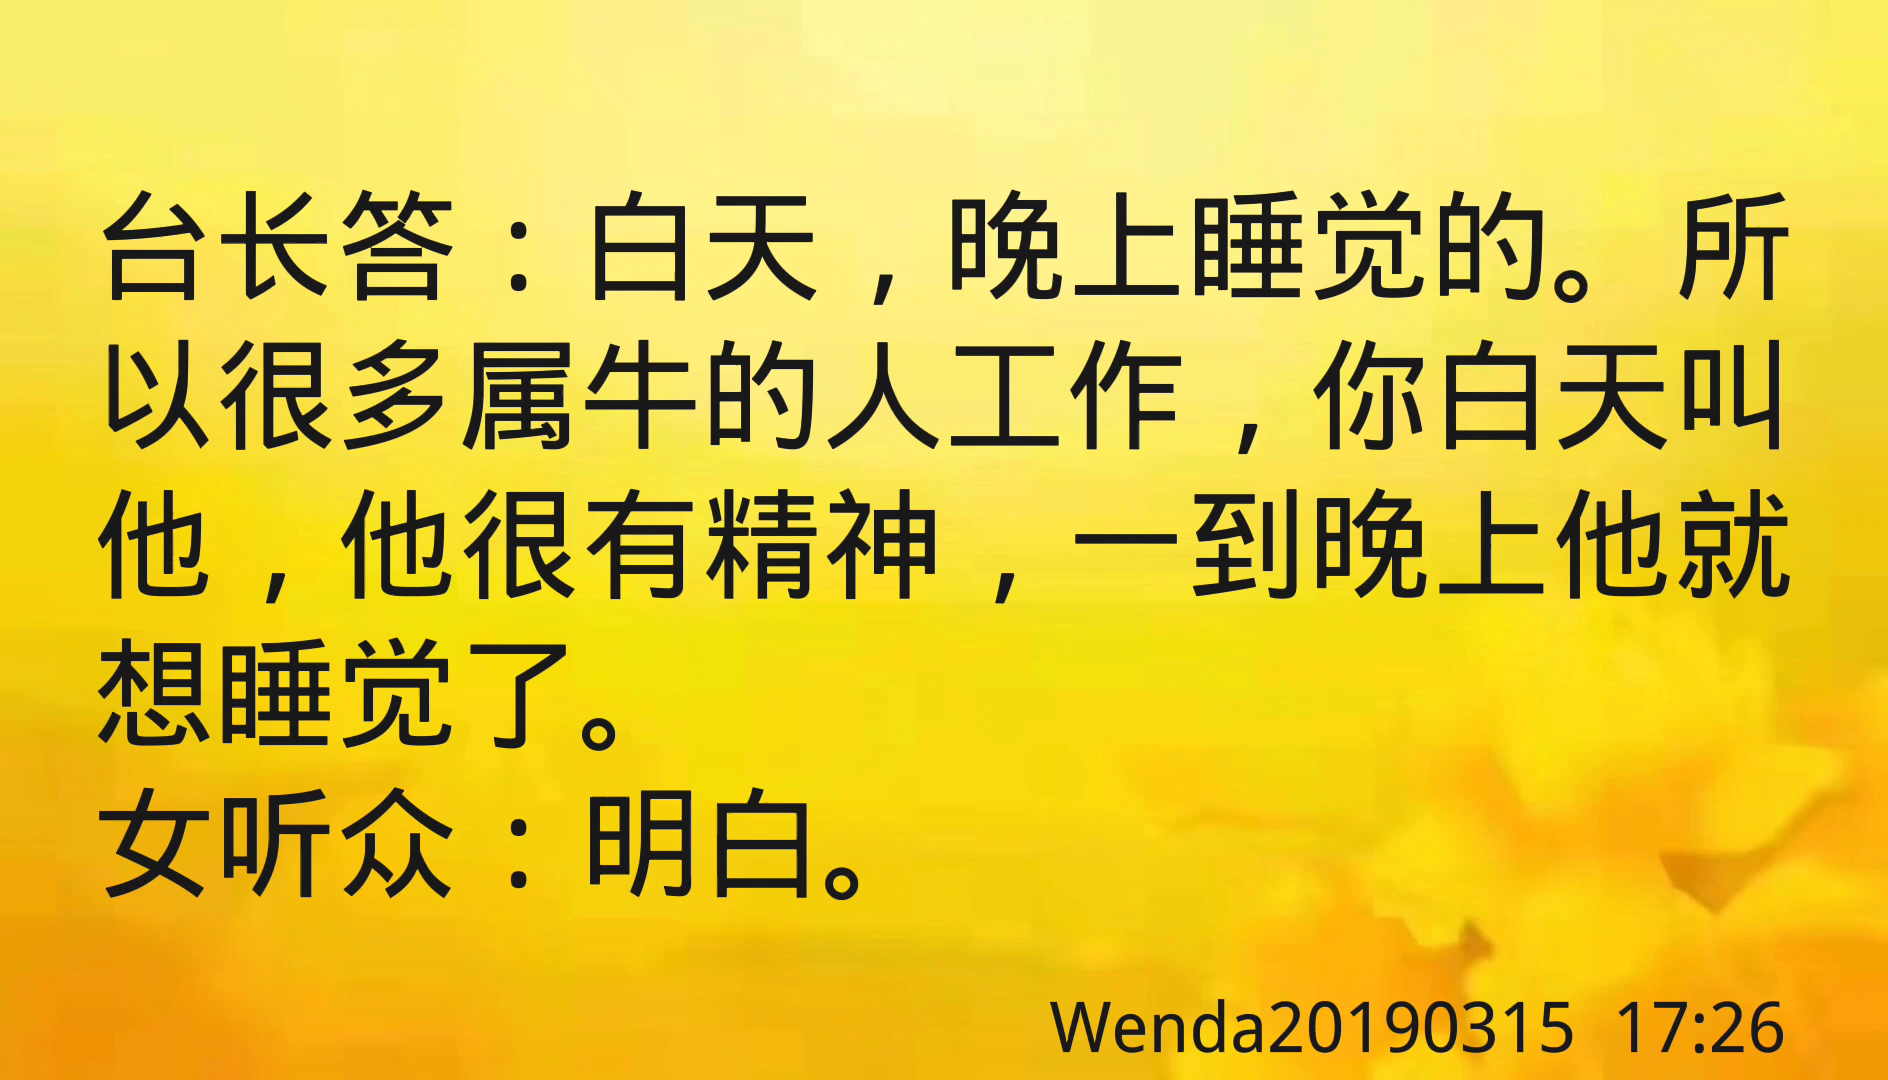 台长答：白天，晚上睡觉的。所
以很多属牛的人工作，你白天叫
他，他很有精神，一到晚上他就
想睡觉了。
女听众：明白。
Wenda20190315 17:26